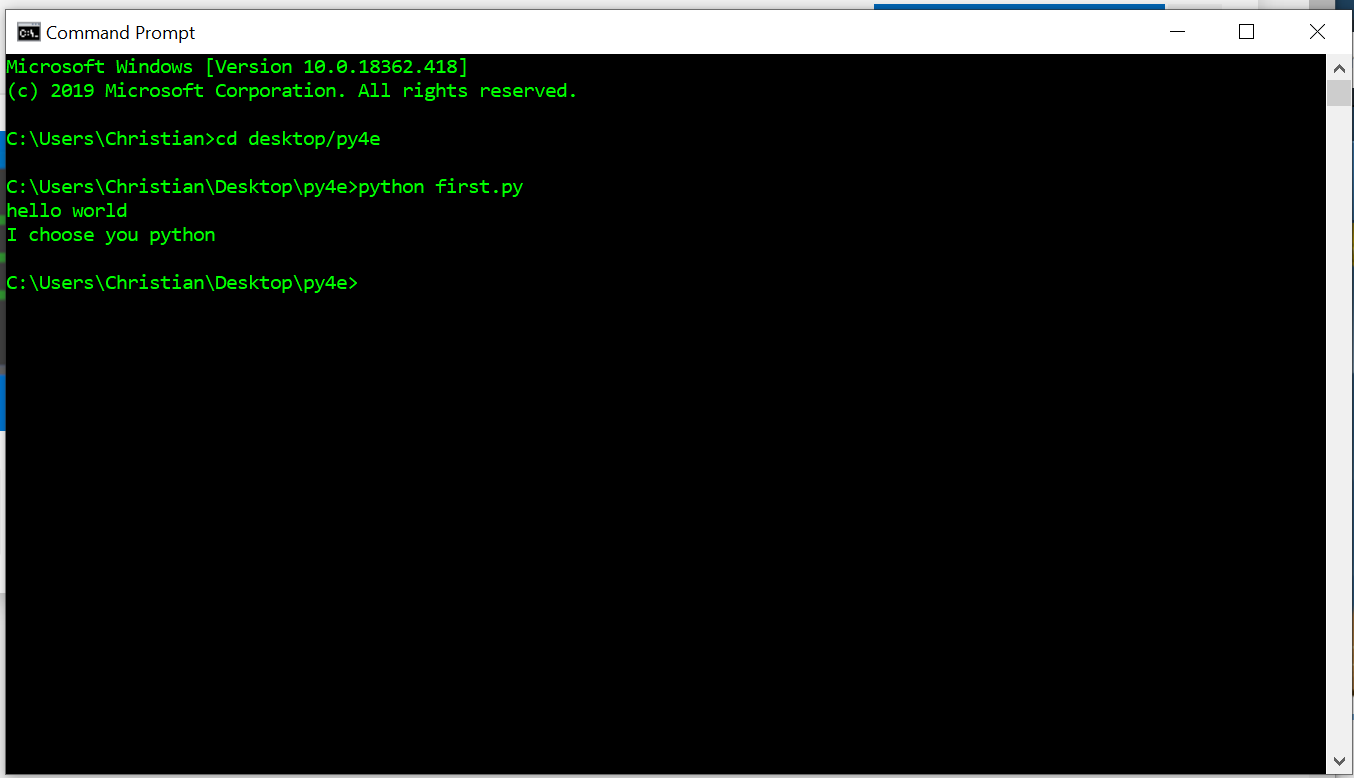 Command Prompt
Microsoft Windows [Version 10.0.18362.418]
(c) 2019 Microsoft Corporation. All rights reserved.
C:\Users\Christian>cd desktop/py4e
C:\Users\Christian\Desktop\py4e>python first.py
hello world
I choose you python
C:\Users\Christian\Desktop\py4e>